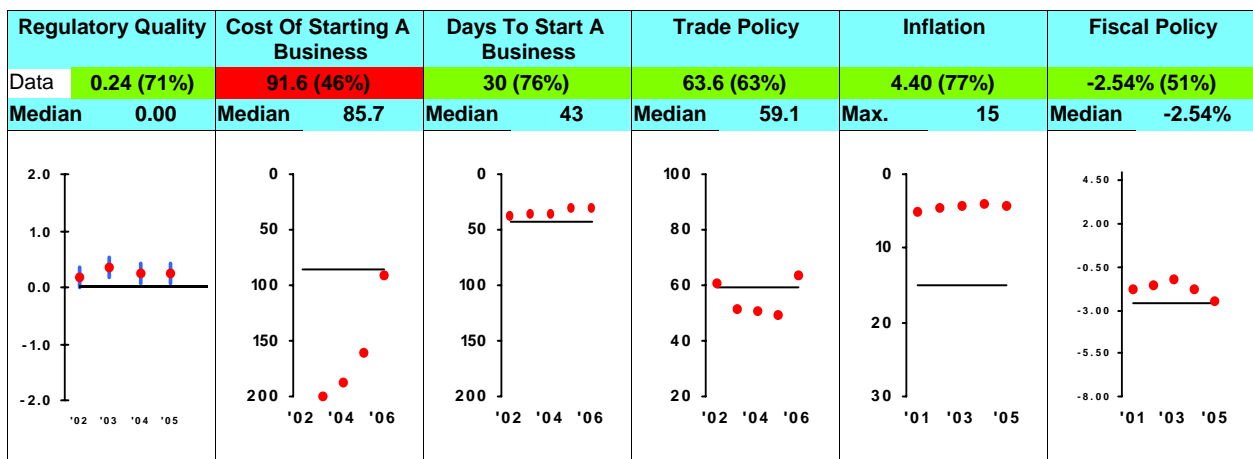 Regulatory Quality
Cost Of Starting A
Business
Days To Start A
Business
Trade Policy
Inflation
Fiscal Policy
Data 0.24 (71%)
91.6 (46%)
30 (76%)
63.6 (63%)
4.40 (77%)
-2.54% (51%)
Median 0.00
Median 85.7
Median 43
Median 59.1
Max. 15
Median -2.54%
2.0
1.0
0.0
-1.0
-2.0
'02 '03 '04 '05
0
50
100
150
200
'02 '04 '06
0
50
100
150
200
'02 '04 '06
100
80
60
40
20
'02 '04 '06
0
10
20
30
'01 '03 '05
4.50
2.00
-0.50
-3.00
-5.50
-8.00
'01 '03 '05